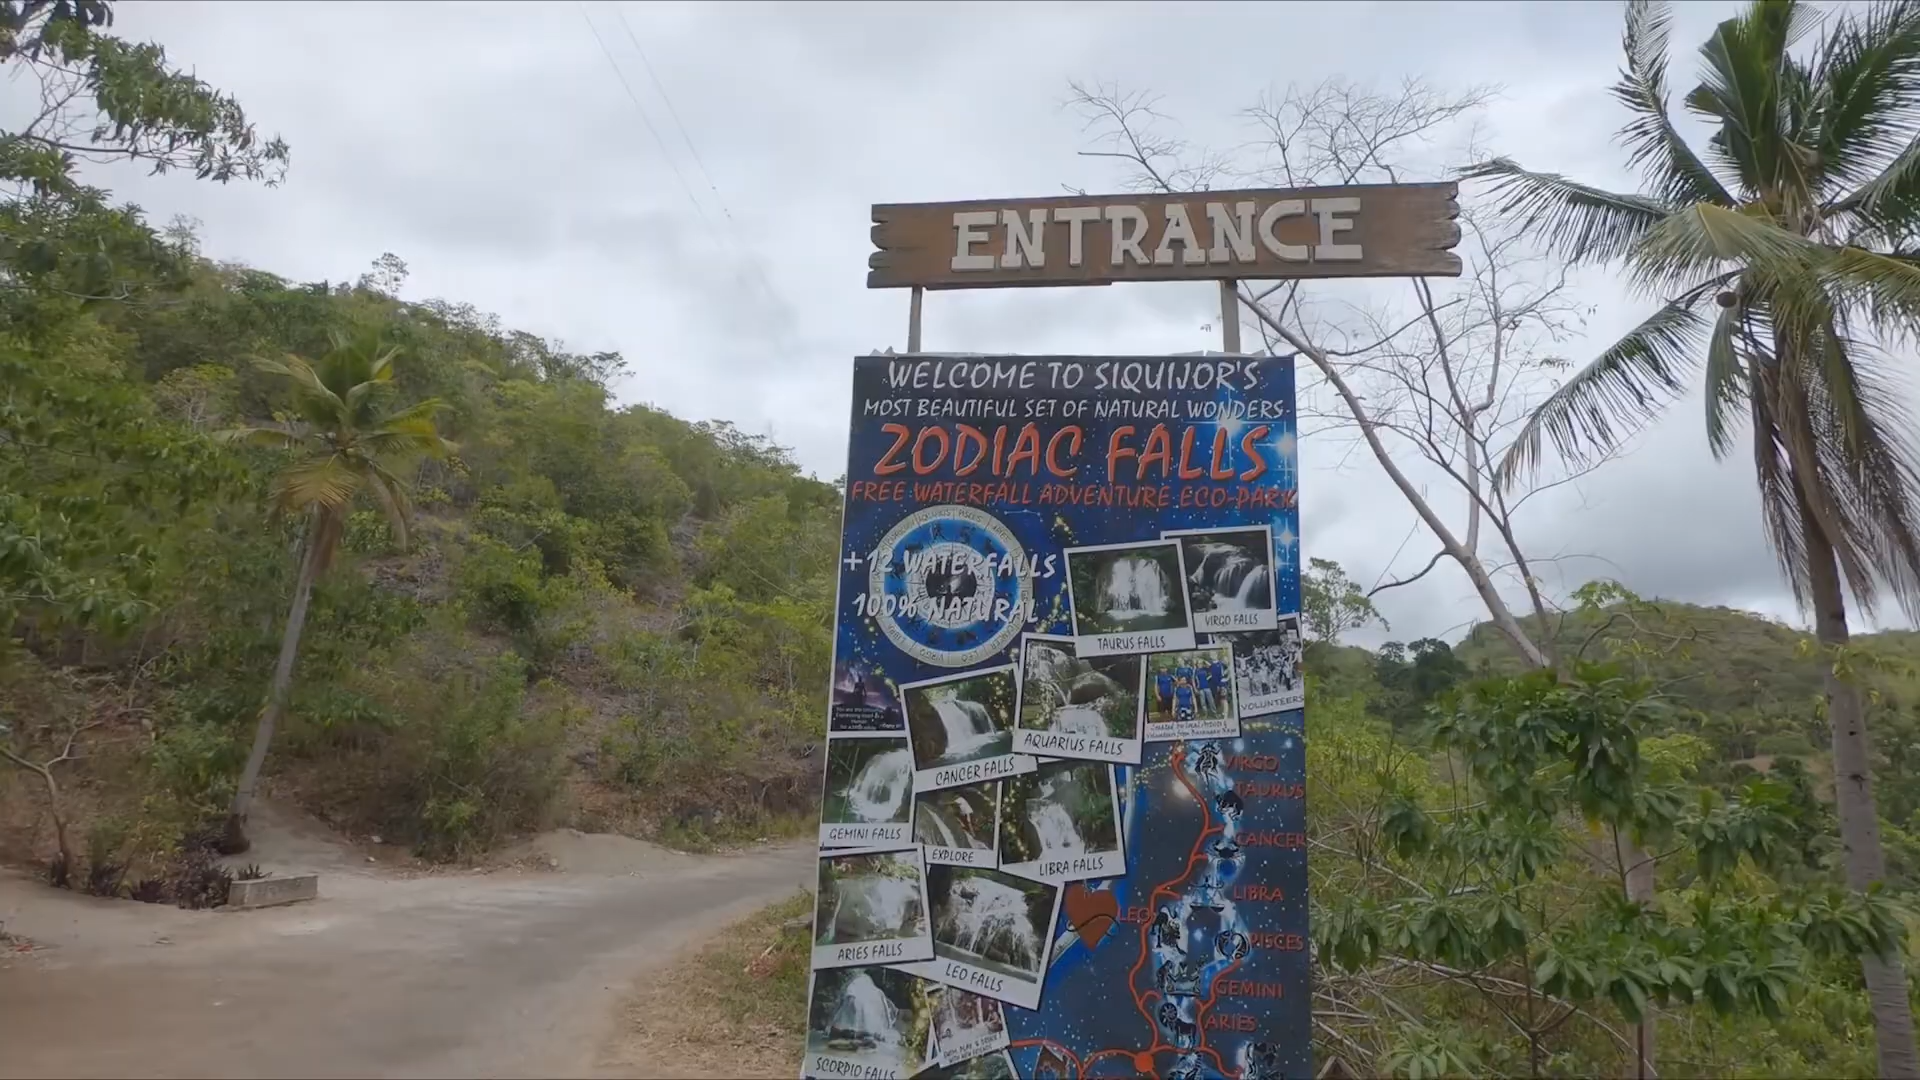 ENTRANCE
WELCOME TO SIQUIJOR'S
MOST BEAUTIFUL SET OF NATURAL WONDERS
ZODIAC FALLS
FREE WATERFALL ADVENTURE ECO-PARK
+12 WATERFALLS
100% NATURAL
TAURUS FALLS
VIRGO FALLS
VOLUNTEERS
AQUARIUS FALLS
CANCER FALLS
GEMINI FALLS
EXPLORE
LIBRA FALLS
ARIES FALLS
LEO FALLS
SCORPIO FALLS
VIRGO
TAURUS
CANCER
LIBRA
LEO
PISCES
GEMINI
ARIES